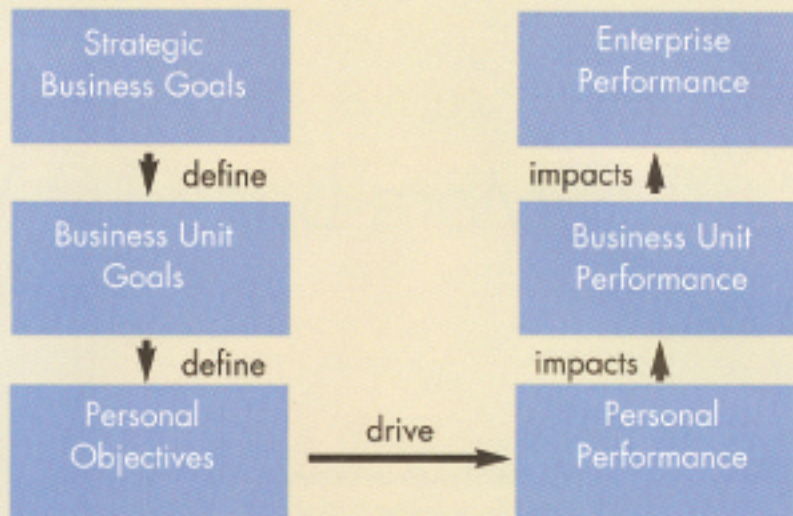 Strategic
Business Goals
define
Business Unit
Goals
define
Personal
Objectives
drive
Personal
Performance
impacts
Business Unit
Performance
impacts
Enterprise
Performance